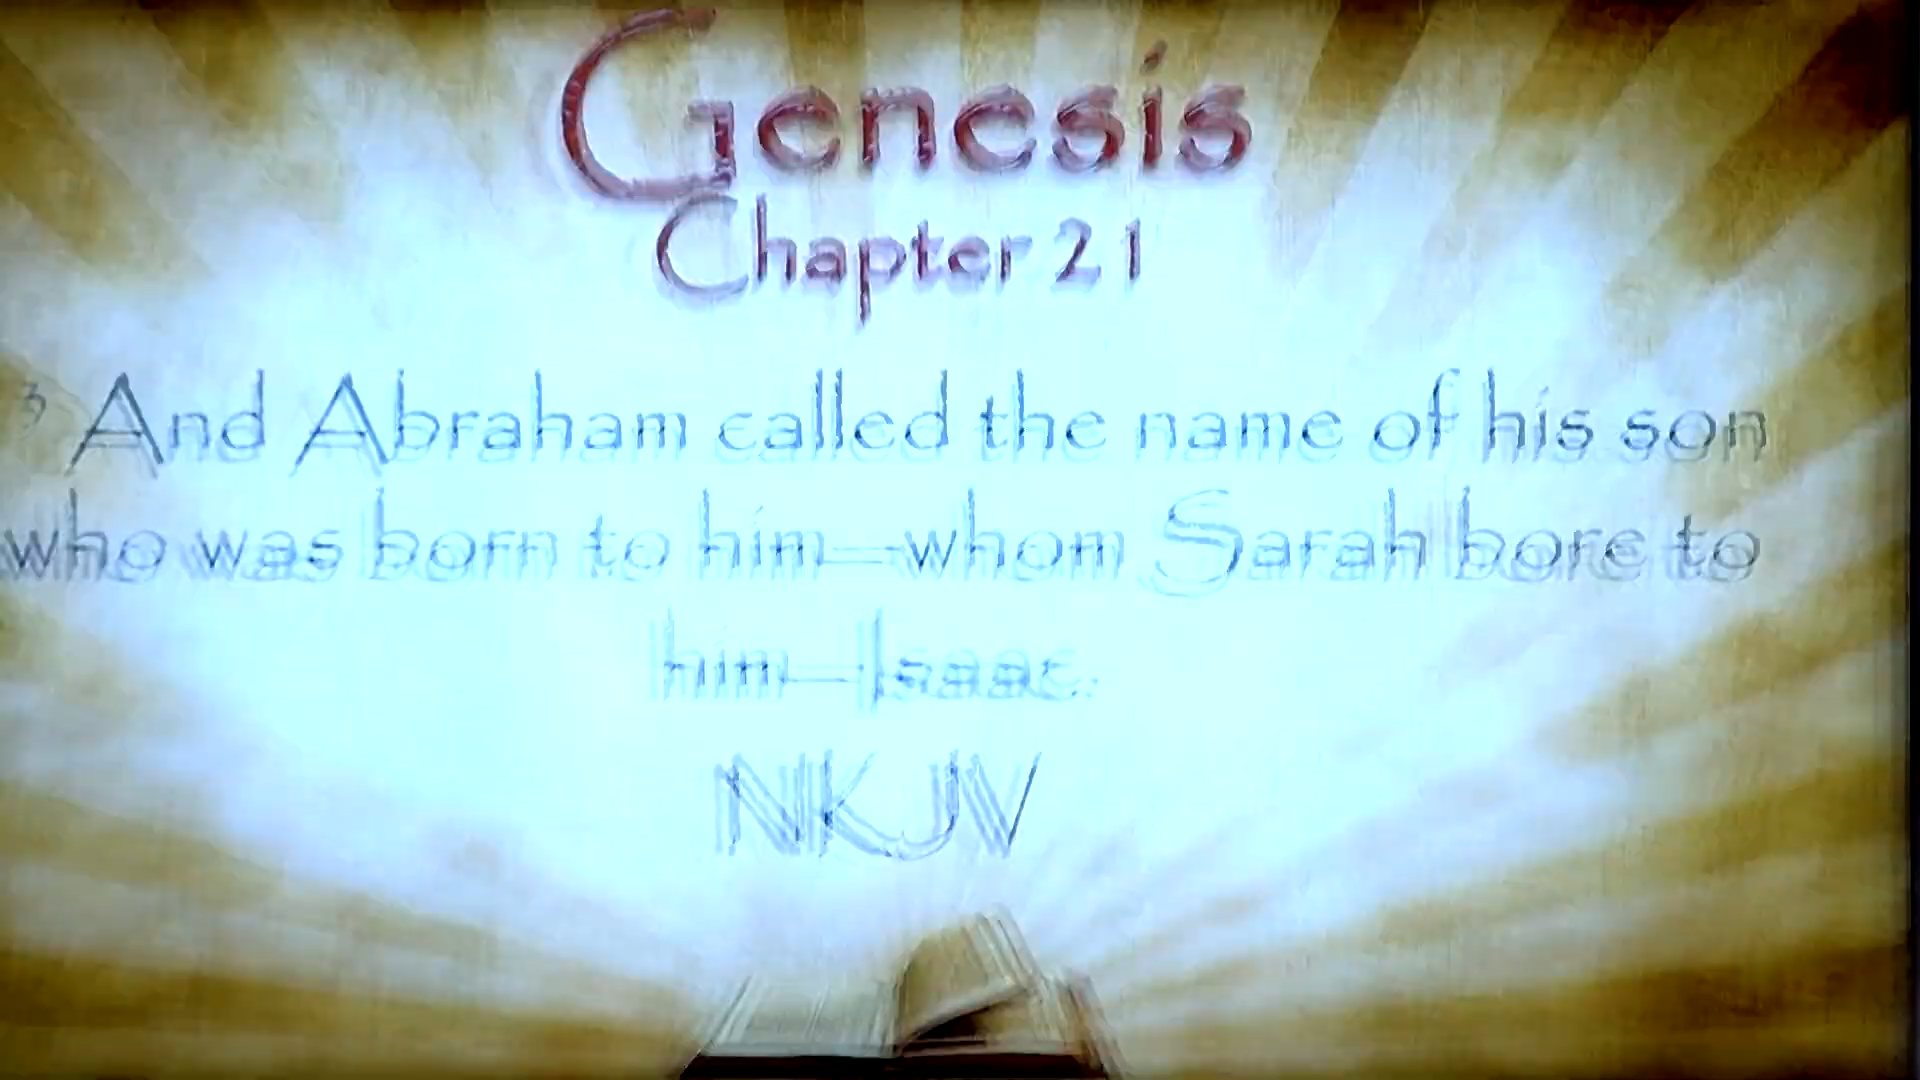 Genesis
Chapter 21
3 And Abraham called the name of his son
who was born to him—whom Sarah bore to
him—Isaac.
NKJV